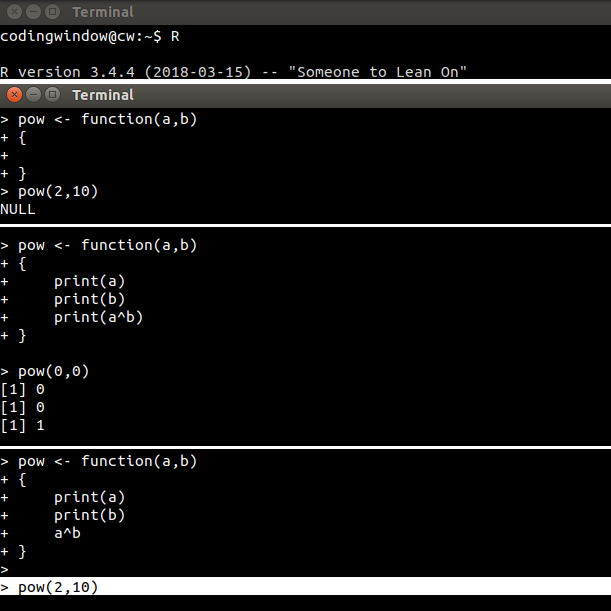 Terminal
codingwindow@cw:~$ R
R version 3.4.4 (2018-03-15) -- "Someone to Lean On"
Terminal
> pow <- function(a,b)
+ {
+
+ }
> pow(2,10)
NULL
> pow <- function(a,b)
+ {
+     print(a)
+     print(b)
+     print(a^b)
+ }
> pow(0,0)
[1] 0
[1] 0
[1] 1
> pow <- function(a,b)
+ {
+     print(a)
+     print(b)
+     a^b
+ }
>
> pow(2,10)